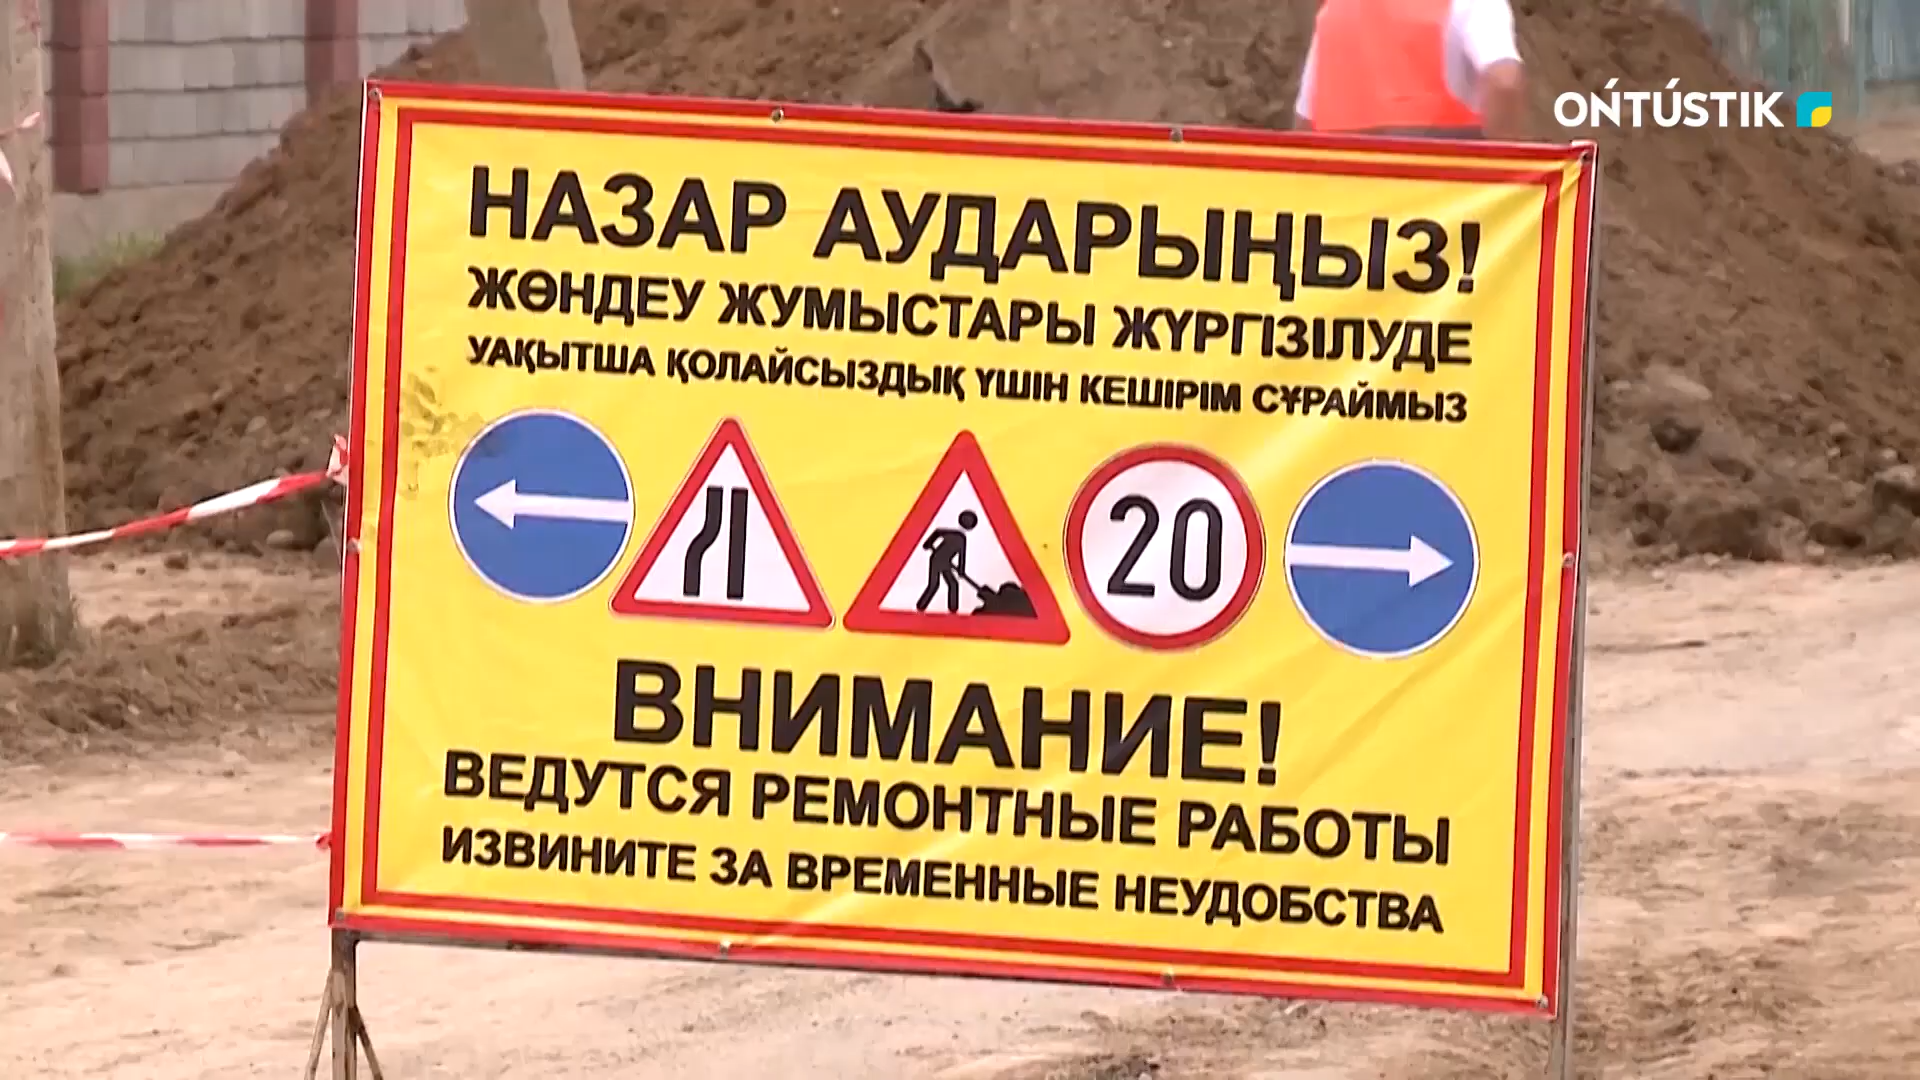 OŃTÚSTIK
НАЗАР АУДАРЫҢЫЗ!
ЖӨНДЕУ ЖУМЫСТАРЫ ЖҮРГІЗІЛУДЕ
УАҚЫТША ҚОЛАЙСЫЗДЫҚ ҮШІН КЕШІРІМ СҰРАЙМЫЗ
20
ВНИМАНИЕ!
ВЕДУТСЯ РЕМОНТНЫЕ РАБОТЫ
ИЗВИНИТЕ ЗА ВРЕМЕННЫЕ НЕУДОБСТВА